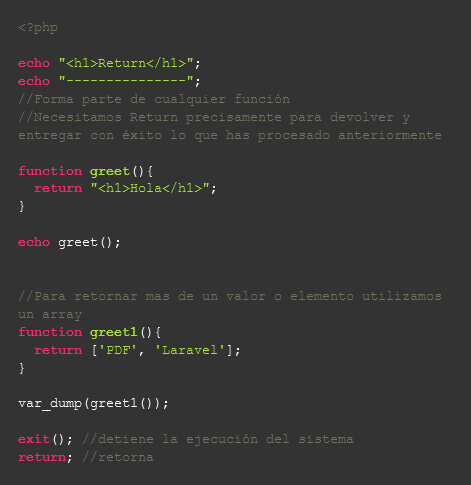 <?php
echo "<h1>Return</h1>";
echo "---------------";
//Forma parte de cualquier función
//Necesitamos Return precisamente para devolver y
entregar con éxito lo que has procesado anteriormente
function greet(){
  return "<h1>Hola</h1>";
}
echo greet();
//Para retornar mas de un valor o elemento utilizamos
un array
function greet1(){
  return ['PDF', 'Laravel'];
}
var_dump(greet1());
exit(); //detiene la ejecución del sistema
return; //retorna